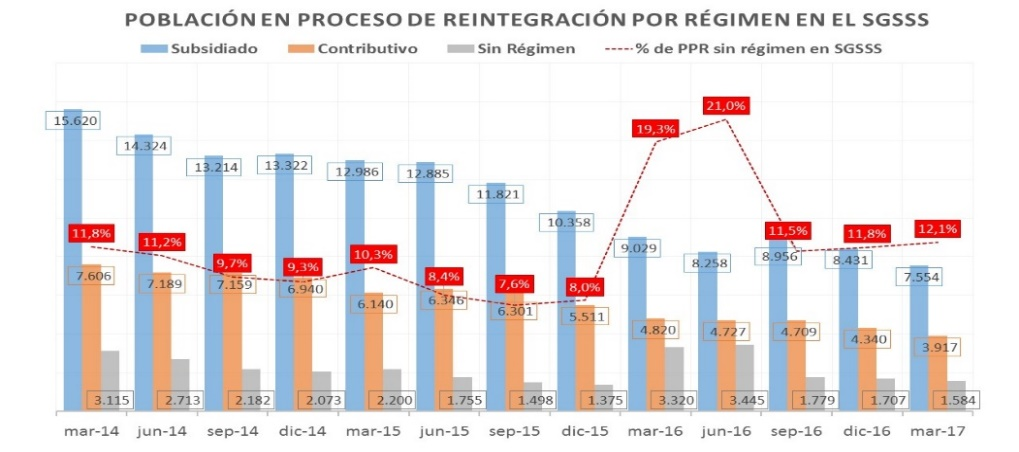 POBLACIÓN EN PROCESO DE REINTEGRACIÓN POR RÉGIMEN EN EL SGSSS
Subsidiado Contributivo Sin Régimen % de PPR sin régimen en SGSSS
21,0%
19,3%
15.620
14.324
13.214 13.322 12.986 12.885
11.821
10.358
11,8% 11,2% 9,7% 9,3% 10,3% 8,4% 7,6% 8,0% 11,5% 11,8% 12,1%
9.029 8.258 8.956 8.431 7.554
7.606 7.189 7.159 6.940 6.140 6.346 6.301 5.511 4.820 4.727 4.709 4.340 3.917
3.115 2.713 2.182 2.073 2.200 1.755 1.498 1.375 3.320 3.445 1.779 1.707 1.584
mar-14 jun-14 sep-14 dic-14 mar-15 jun-15 sep-15 dic-15 mar-16 jun-16 sep-16 dic-16 mar-17